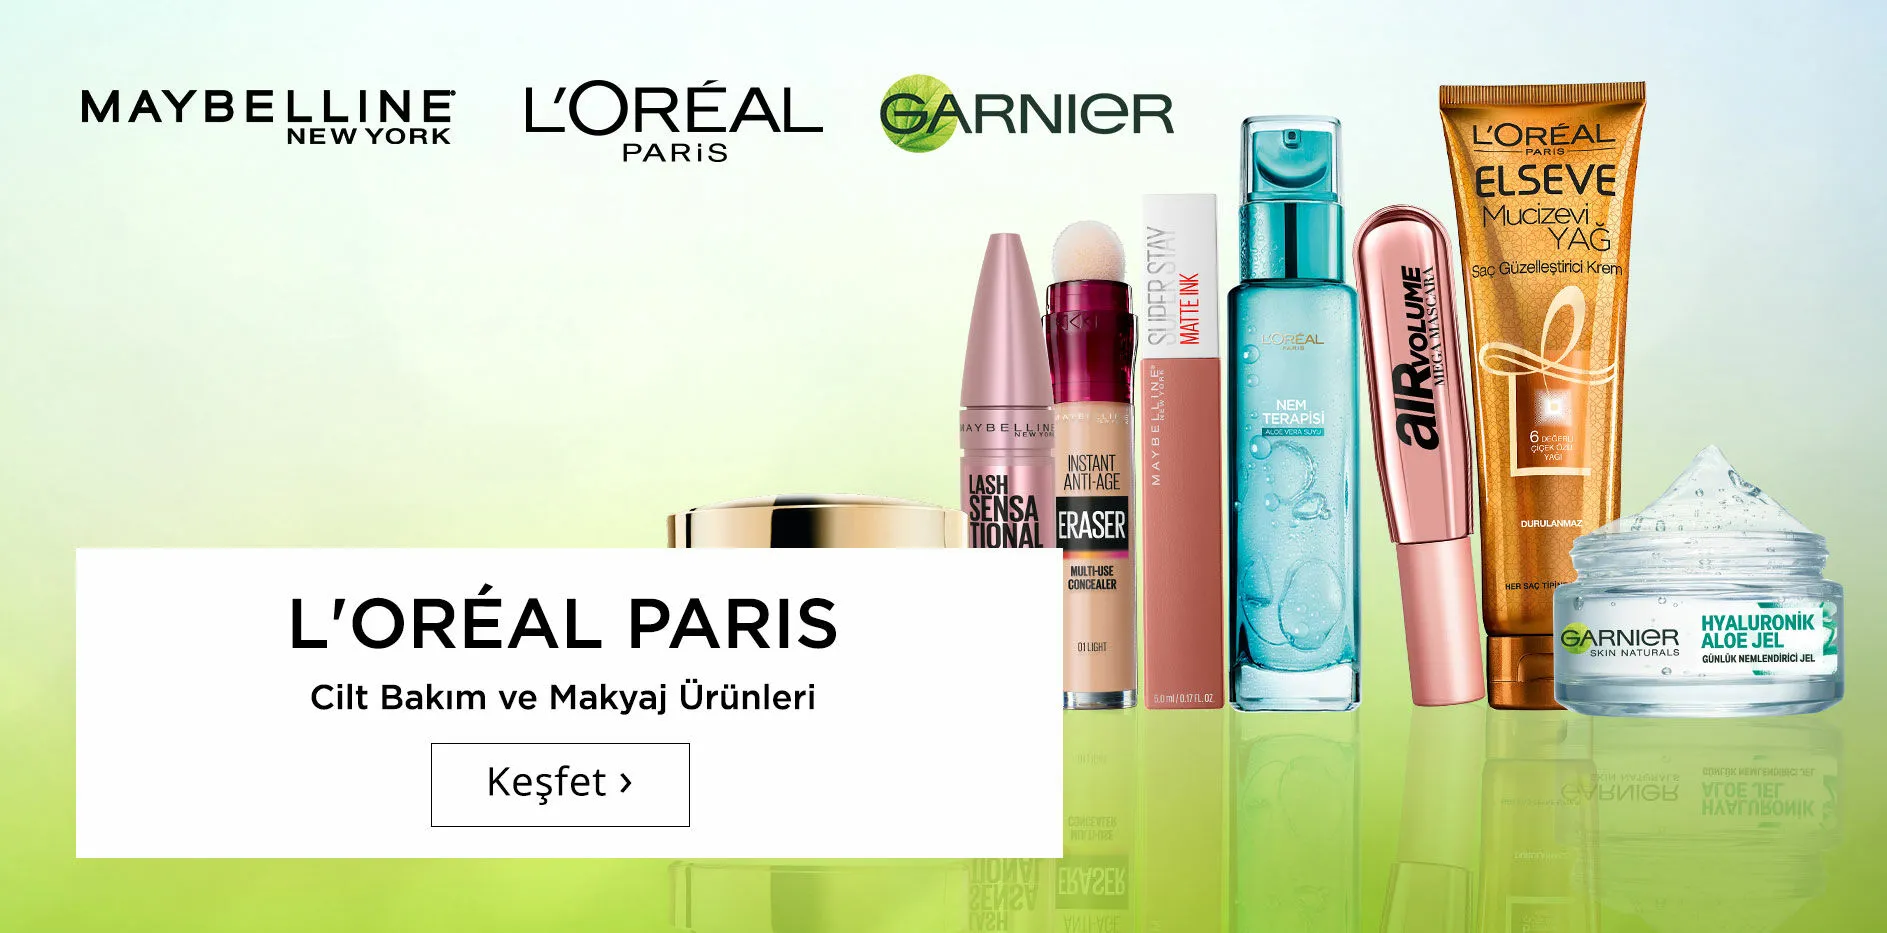 MAYBELLINE
NEW YORK
L'ORÉAL
PARiS
GARNIER
L'ORÉAL
PARIS
ELSEVE
Mucizevi
YAĞ
Saç Güzelleştirici Krem
6 DEĞERLİ
ÇİÇEK ÖZÜ
YAĞI
DURULANMAZ
HER SAÇ TİPİN
SUPER STAY
MATTE INK
MAYBELLINE
NEW YORK
5.0 ml / 0.17 FL. OZ.
L'ORÉAL
PARIS
NEM
TERAPİSİ
ALOE VERA SUYU
aIR VOLUME
MEGA MASCARA
MAYBELLINE
NEW YORK
LASH
SENSA
TIONAL
MAYBELLINE
INSTANT
ANTI-AGE
ERASER
MULTI-USE
CONCEALER
01 LIGHT
GARNIER
SKIN NATURALS
HYALURONİK
ALOE JEL
GÜNLÜK NEMLENDİRİCİ JEL
L'ORÉAL PARIS
Cilt Bakım ve Makyaj Ürünleri
Keşfet ›